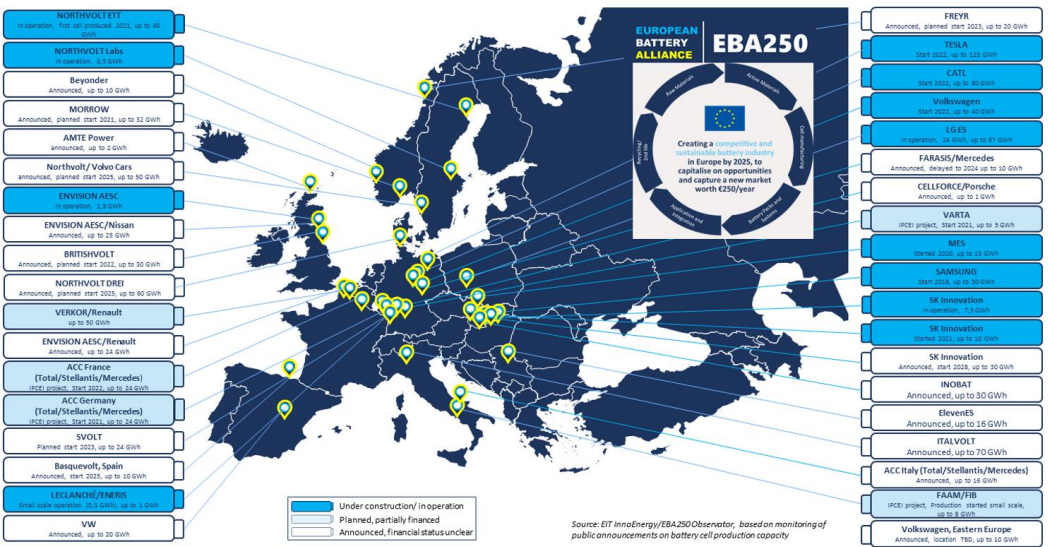 NORTHVOLT ETT
In operation, first cell produced 2021, up to 60
GWh
NORTHVOLT Labs
In operation, 0,5 GWh
Beyonder
Announced, up to 10 GWh
MORROW
Announced, planned start 2021, up to 32 GWh
AMTE Power
announced, up to 2 GWh
Northvolt/ Volvo Cars
announced, planned start 2025, up to 50 GWh
ENVISION AESC
In operation, 1,9 GWh
ENVISION AESC/Nissan
Announced, up to 25 GWh
BRITISHVOLT
Announced, planned start 2022, up to 30 GWh
NORTHVOLT DREI
Announced, planned start 2025, up to 60 GWh
VERKOR/Renault
up to 50 GWh
ENVISION AESC/Renault
Announced, up to 24 GWh
ACC France
(Total/Stellantis/Mercedes)
IPCEI project, Start 2022, up to 24 GWh
ACC Germany
(Total/Stellantis/Mercedes)
IPCEI project, Start 2021, up to 24 GWh
SVOLT
Planned start 2023, up to 24 GWh
Basquevolt, Spain
Announced, start 2025, up to 10 GWh
LECLANCHÉ/ENERIS
Small scale operation (0,3 GWh), up to 1 GWh
VW
Announced, up to 20 GWh
EUROPEAN
BATTERY
ALLIANCE
EBA250
Raw Materials
Active Materials
Cell manufacturing
Battery Packs and
Systems
Application and
integration
Recycling/
2nd life
Creating a competitive and
sustainable battery industry
in Europe by 2025, to
capitalise on opportunities
and capture a new market
worth €250/year
FREYR
Announced, planned start 2023, up to 20 GWh
TESLA
Start 2022, up to 125 GWh
CATL
Start 2022, up to 80 GWh
Volkswagen
Start 2022, up to 40 GWh
LG ES
In operation, 24 GWh, up to 67 GWh
FARASIS/Mercedes
Announced, delayed to 2024 up to 10 GWh
CELLFORCE/Porsche
Announced, up to 1 GWh
VARTA
IPCEI project, Start 2021, up to 5 GWh
MES
Started 2020, up to 15 GWh
SAMSUNG
Start 2018, up to 30 GWh
SK Innovation
In operation, 7,5 GWh
SK Innovation
Started 2021, up to 10 GWh
SK Innovation
Announced, start 2028, up to 30 GWh
INOBAT
Announced, up to 30 GWh
ElevenES
Announced, up to 16 GWh
ITALVOLT
Announced, up to 70 GWh
ACC Italy (Total/Stellantis/Mercedes)
Announced, up to 16 GWh
FAAM/FIB
IPCEI project, Production started small scale,
up to 8 GWh
Volkswagen, Eastern Europe
Announced, location TBD, up to 10 GWh
Under construction/ in operation
Planned, partially financed
Announced, financial status unclear
Source: EIT InnoEnergy/EBA250Observator, based on monitoring of
public announcements on battery cell production capacity